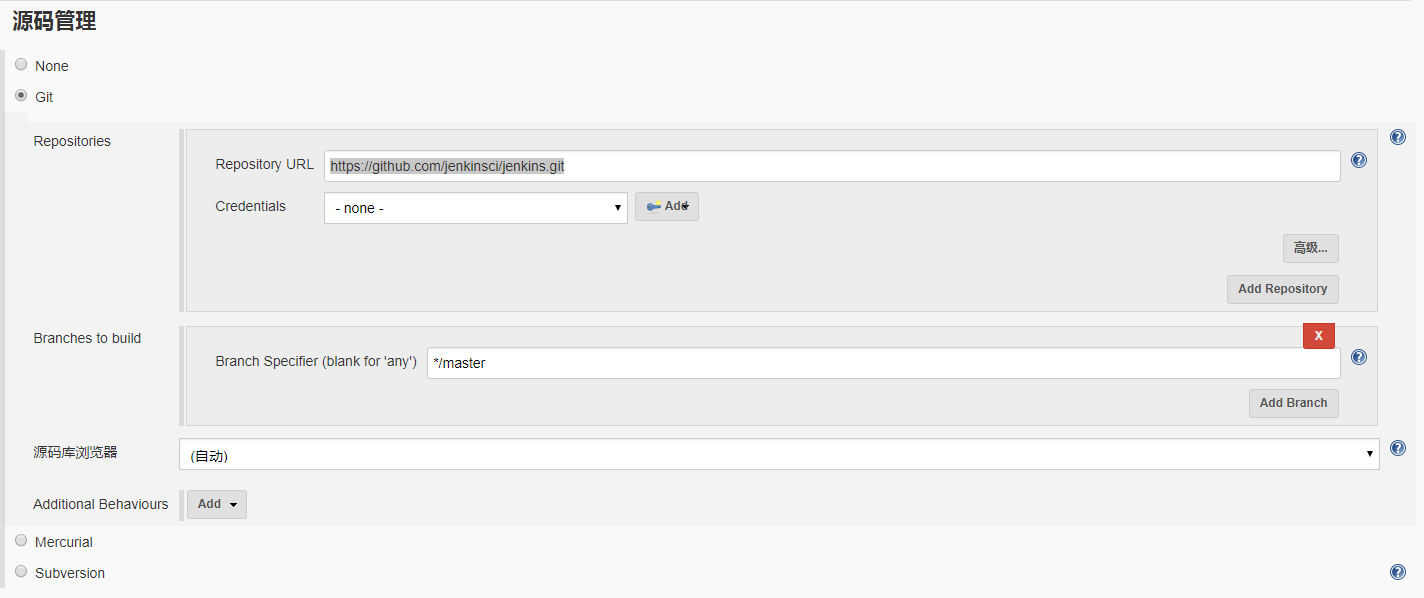 源码管理
None
Git
Repositories
Repository URL https://github.com/jenkinsci/jenkins.git
Credentials - none - Add
高级...
Add Repository
Branches to build
X
Branch Specifier (blank for 'any') */master
Add Branch
源码库浏览器 (自动)
Additional Behaviours Add
Mercurial
Subversion